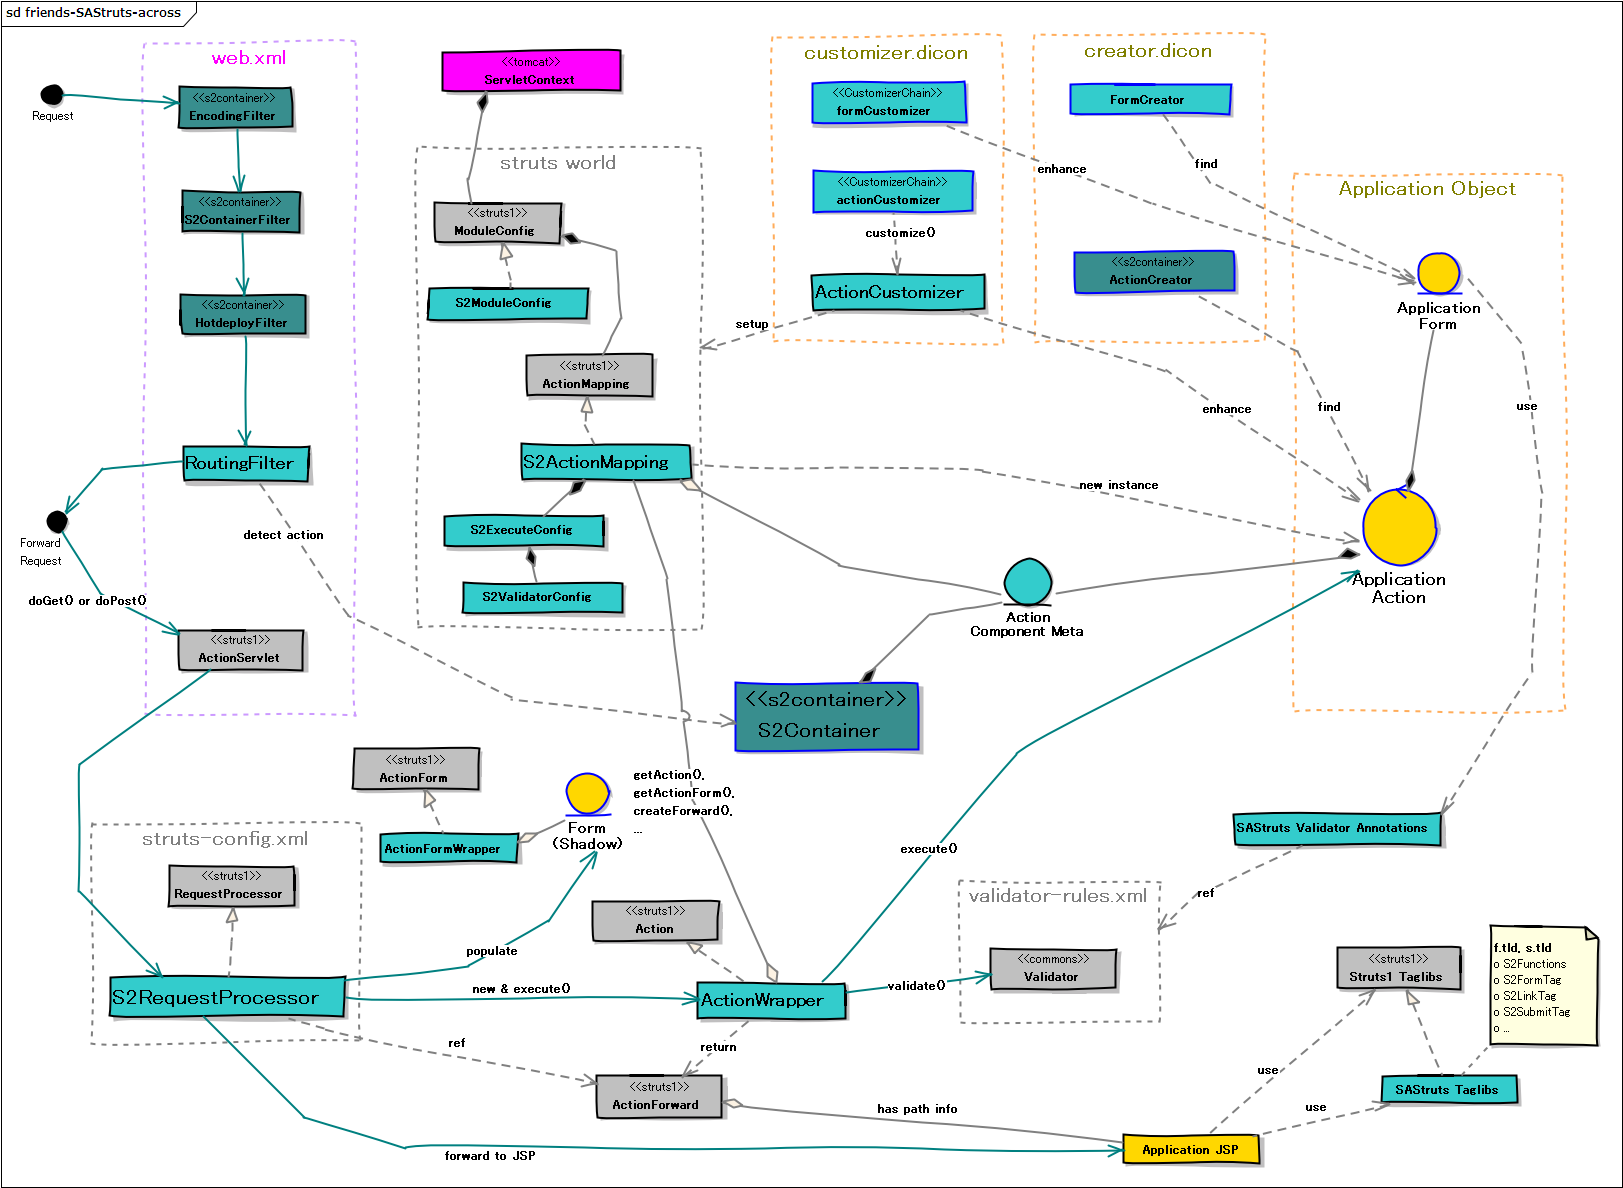 sd friends-SAStruts-across
web.xml
Request
<<s2container>>
EncodingFilter
<<s2container>>
S2ContainerFilter
<<s2container>>
HotdeployFilter
RoutingFilter
Forward
Request
detect action
doGet() or doPost()
<<struts1>>
ActionServlet
<<tomcat>>
ServletContext
struts world
<<struts1>>
ModuleConfig
S2ModuleConfig
<<struts1>>
ActionMapping
S2ActionMapping
S2ExecuteConfig
S2ValidatorConfig
customizer.dicon
<<CustomizerChain>>
formCustomizer
<<CustomizerChain>>
actionCustomizer
customize()
ActionCustomizer
setup
creator.dicon
FormCreator
find
enhance
<<s2container>>
ActionCreator
Application Object
Application
Form
enhance
find
use
new instance
Application
Action
Action
Component Meta
<<s2container>>
S2Container
<<struts1>>
ActionForm
ActionFormWrapper
Form
(Shadow)
getAction(),
getActionForm(),
createForward(),
...
execute()
SAStruts Validator Annotations
ref
struts-config.xml
<<struts1>>
RequestProcessor
S2RequestProcessor
populate
new & execute()
<<struts1>>
Action
ActionWrapper
validate()
validator-rules.xml
<<commons>>
Validator
<<struts1>>
Struts1 Taglibs
f.tld, s.tld
o S2Functions
o S2FormTag
o S2LinkTag
o S2SubmitTag
o ...
ref
return
<<struts1>>
ActionForward
has path info
use
use
SAStruts Taglibs
forward to JSP
Application JSP